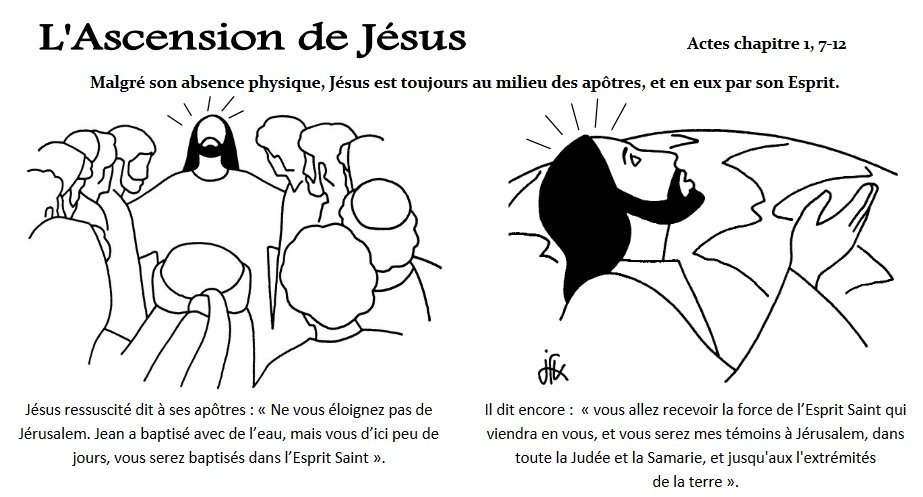 L'Ascension de Jésus
Actes chapitre 1, 7-12
Malgré son absence physique, Jésus est toujours au milieu des apôtres, et en eux par son Esprit.
Jésus ressuscité dit à ses apôtres : « Ne vous éloignez pas de
Jérusalem. Jean a baptisé avec de l’eau, mais vous d’ici peu de
jours, vous serez baptisés dans l’Esprit Saint ».
jfk
Il dit encore :  « vous allez recevoir la force de l’Esprit Saint qui
viendra en vous, et vous serez mes témoins à Jérusalem, dans
toute la Judée et la Samarie, et jusqu'aux l'extrémités
de la terre ».